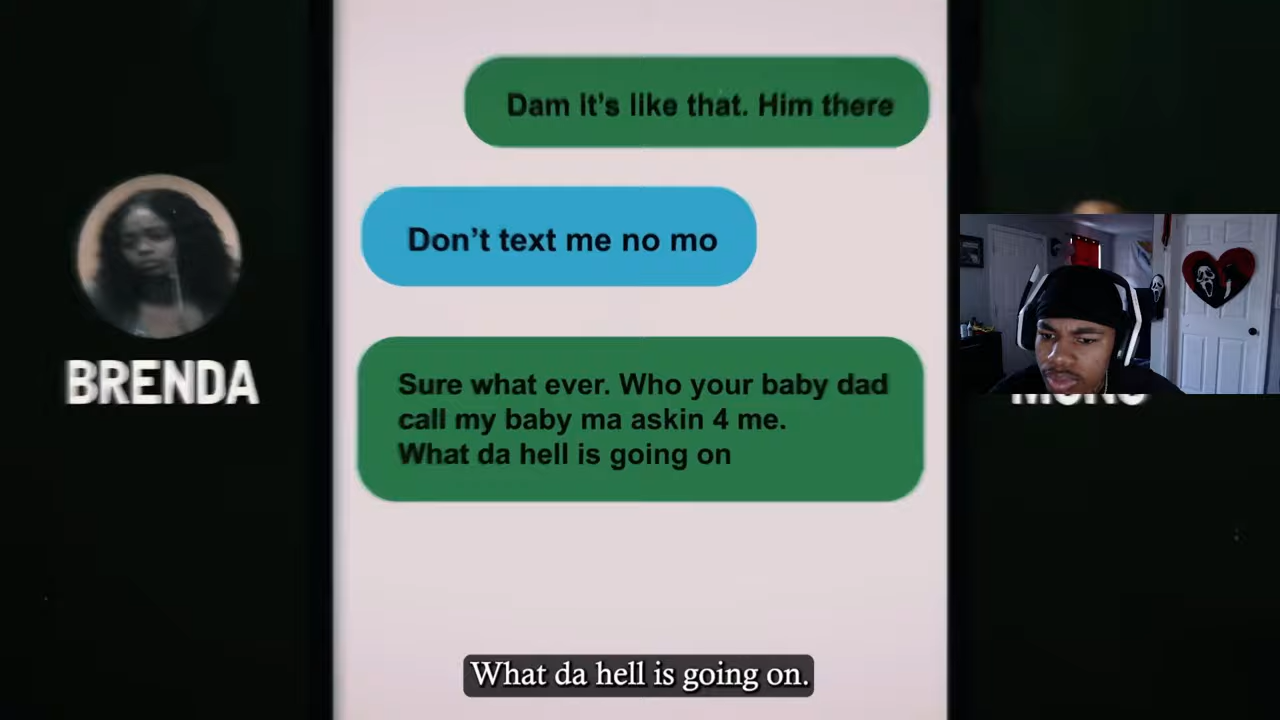 Dam it's like that. Him there
Don't text me no mo
BRENDA
Sure what ever. Who your baby dad
call my baby ma askin 4 me.
What da hell is going on
What da hell is going on.